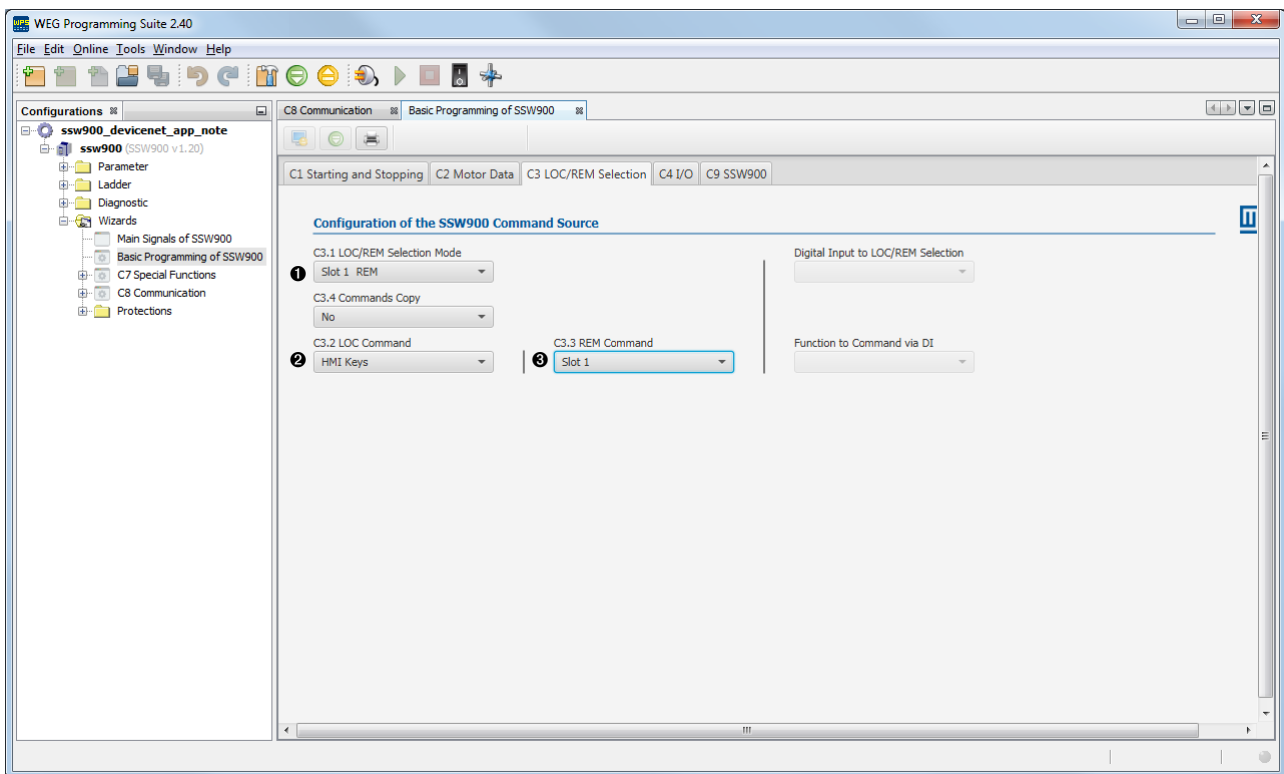 WPS WEG Programming Suite 2.40
File Edit Online Tools Window Help
Configurations
ssw900_devicenet_app_note
ssw900 (SSW900 v1.20)
Parameter
Ladder
Diagnostic
Wizards
Main Signals of SSW900
Basic Programming of SSW900
C7 Special Functions
C8 Communication
Protections
C8 Communication Basic Programming of SSW900
C1 Starting and Stopping C2 Motor Data C3 LOC/REM Selection C4 I/O C9 SSW900
Configuration of the SSW900 Command Source
C3.1 LOC/REM Selection Mode Digital Input to LOC/REM Selection
1 Slot 1 REM
C3.4 Commands Copy
No
C3.2 LOC Command C3.3 REM Command Function to Command via DI
2 HMI Keys 3 Slot 1